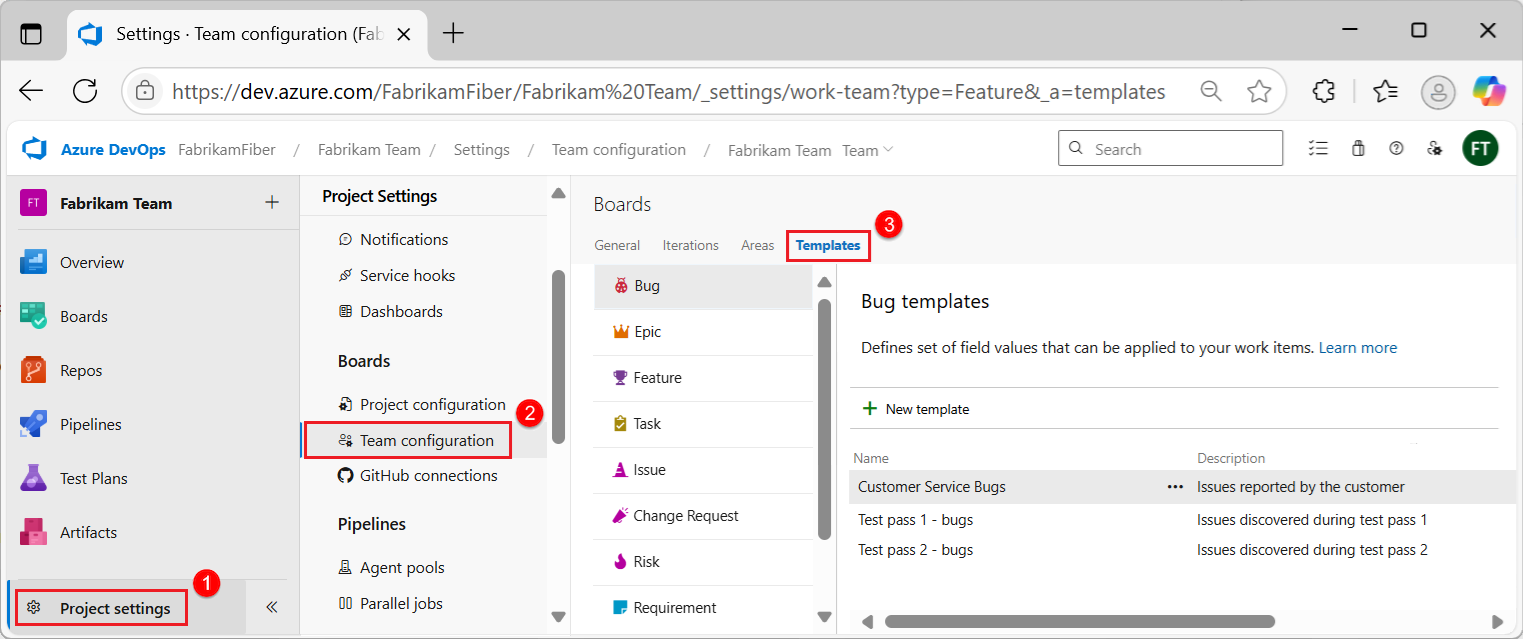 Settings · Team configuration (Fab
https://dev.azure.com/FabrikamFiber/Fabrikam%20Team/_settings/work-team?type=Feature&_a=templates
Azure DevOps FabrikamFiber / Fabrikam Team / Settings / Team configuration / Fabrikam Team Team
Search
FT
FT Fabrikam Team +
Overview
Boards
Repos
Pipelines
Test Plans
Artifacts
Project settings
1
Project Settings
Notifications
Service hooks
Dashboards
Boards
Project configuration
2
Team configuration
GitHub connections
Pipelines
Agent pools
Parallel jobs
Boards
General Iterations Areas Templates
3
Bug
Epic
Feature
Task
Issue
Change Request
Risk
Requirement
Bug templates
Defines set of field values that can be applied to your work items. Learn more
+ New template
Name Description
Customer Service Bugs ••• Issues reported by the customer
Test pass 1 - bugs Issues discovered during test pass 1
Test pass 2 - bugs Issues discovered during test pass 2